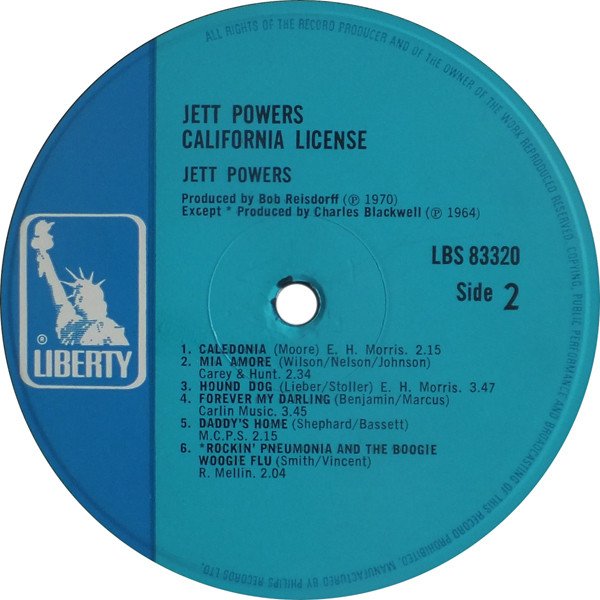 ALL RIGHTS OF THE RECORD PRODUCER AND OF THE OWNER OF THE WORK REPRODUCED RESERVED. COPYING, PUBLIC PERFORMANCE AND BROADCASTING OF THIS RECORD PROHIBITED. MANUFACTURED BY PHILIPS RECORDS LTD.
JETT POWERS
CALIFORNIA LICENSE
JETT POWERS
Produced by Bob Reisdorff (℗ 1970)
Except * Produced by Charles Blackwell (℗ 1964)
LBS 83320
Side 2
® LIBERTY
1. CALEDONIA (Moore) E. H. Morris. 2.15
2. MIA AMORE (Wilson/Nelson/Johnson)
Carey & Hunt. 2.34
3. HOUND DOG (Lieber/Stoller) E. H. Morris. 3.47
4. FOREVER MY DARLING (Benjamin/Marcus)
Carlin Music. 3.45
5. DADDY'S HOME (Shephard/Bassett)
M.C.P.S. 2.15
6. *ROCKIN' PNEUMONIA AND THE BOOGIE
WOOGIE FLU (Smith/Vincent)
R. Mellin. 2.04